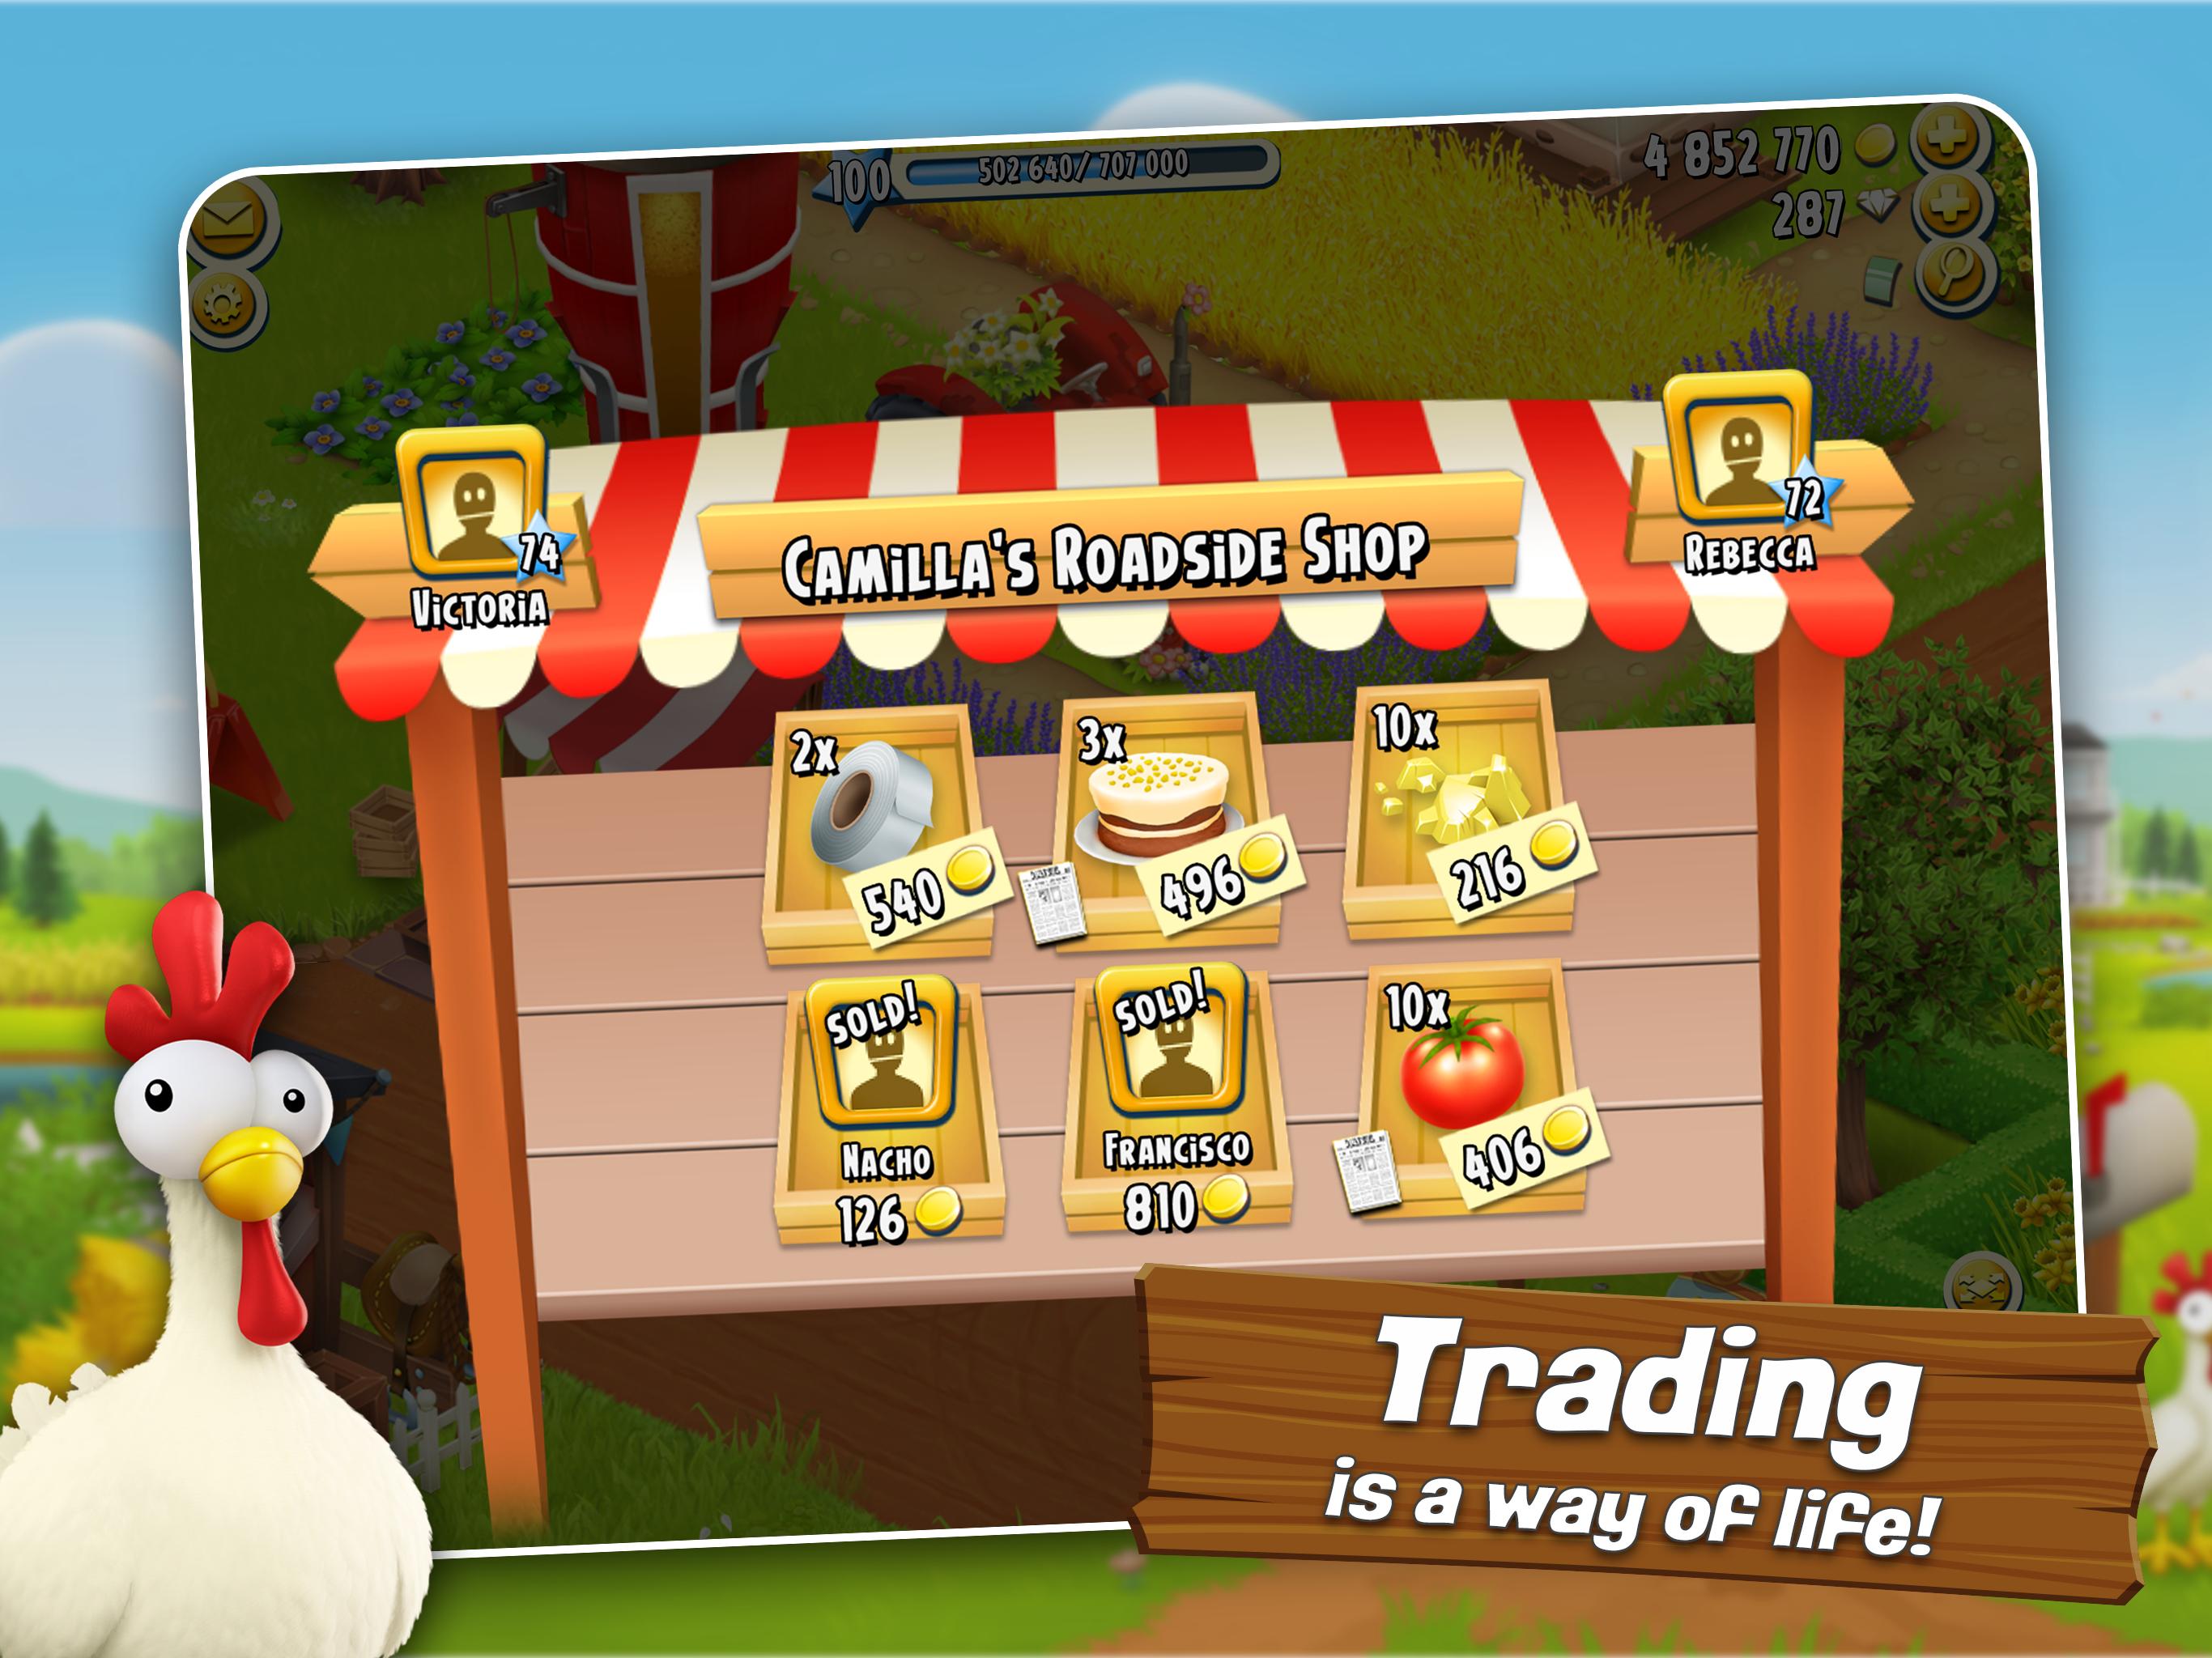 100
502 640/ 707 000
4 852 770
287
74
Victoria
Camilla's Roadside Shop
72
Rebecca
2x
540
3x
496
10x
216
SOLD!
Nacho
126
SOLD!
Francisco
810
10x
406
Trading
is a way of life!